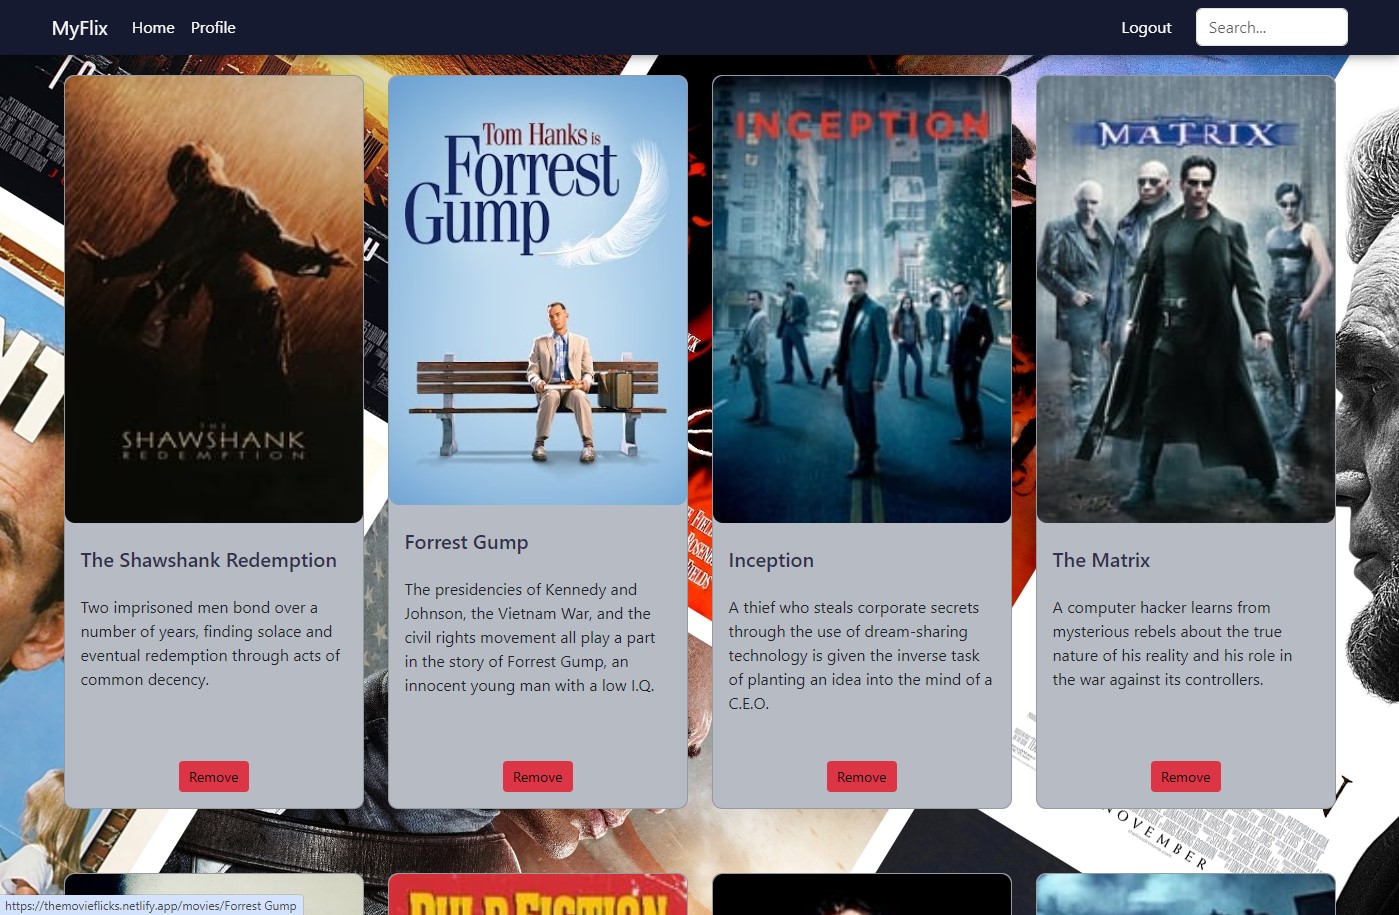 MyFlix Home Profile Logout Search...
THE
SHAWSHANK
REDEMPTION
The Shawshank Redemption
Two imprisoned men bond over a
number of years, finding solace and
eventual redemption through acts of
common decency.
Remove
Tom Hanks is
Forrest
Gump
Forrest Gump
The presidencies of Kennedy and
Johnson, the Vietnam War, and the
civil rights movement all play a part
in the story of Forrest Gump, an
innocent young man with a low I.Q.
Remove
INCEPTION
Inception
A thief who steals corporate secrets
through the use of dream-sharing
technology is given the inverse task
of planting an idea into the mind of a
C.E.O.
Remove
MATRIX
The Matrix
A computer hacker learns from
mysterious rebels about the true
nature of his reality and his role in
the war against its controllers.
Remove
NOVEMBER
PULP FICTION
https://themovieflicks.netlify.app/movies/Forrest Gump